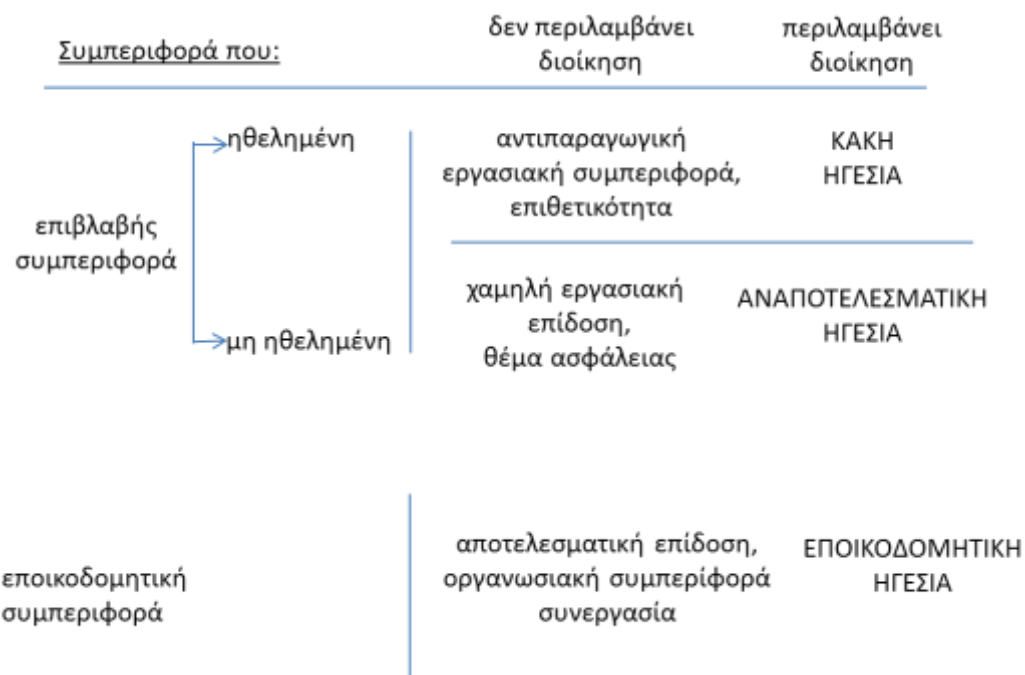 Συμπεριφορά που:
δεν περιλαμβάνει
διοίκηση
περιλαμβάνει
διοίκηση
ηθελημένη
αντιπαραγωγική
εργασιακή συμπεριφορά,
επιθετικότητα
ΚΑΚΗ
ΗΓΕΣΙΑ
επιβλαβής
συμπεριφορά
μη ηθελημένη
χαμηλή εργασιακή
επίδοση,
θέμα ασφάλειας
ΑΝΑΠΟΤΕΛΕΣΜΑΤΙΚΗ
ΗΓΕΣΙΑ
εποικοδομητική
συμπεριφορά
αποτελεσματική επίδοση,
οργανωσιακή συμπερίφορά
συνεργασία
ΕΠΟΙΚΟΔΟΜΗΤΙΚΗ
ΗΓΕΣΙΑ